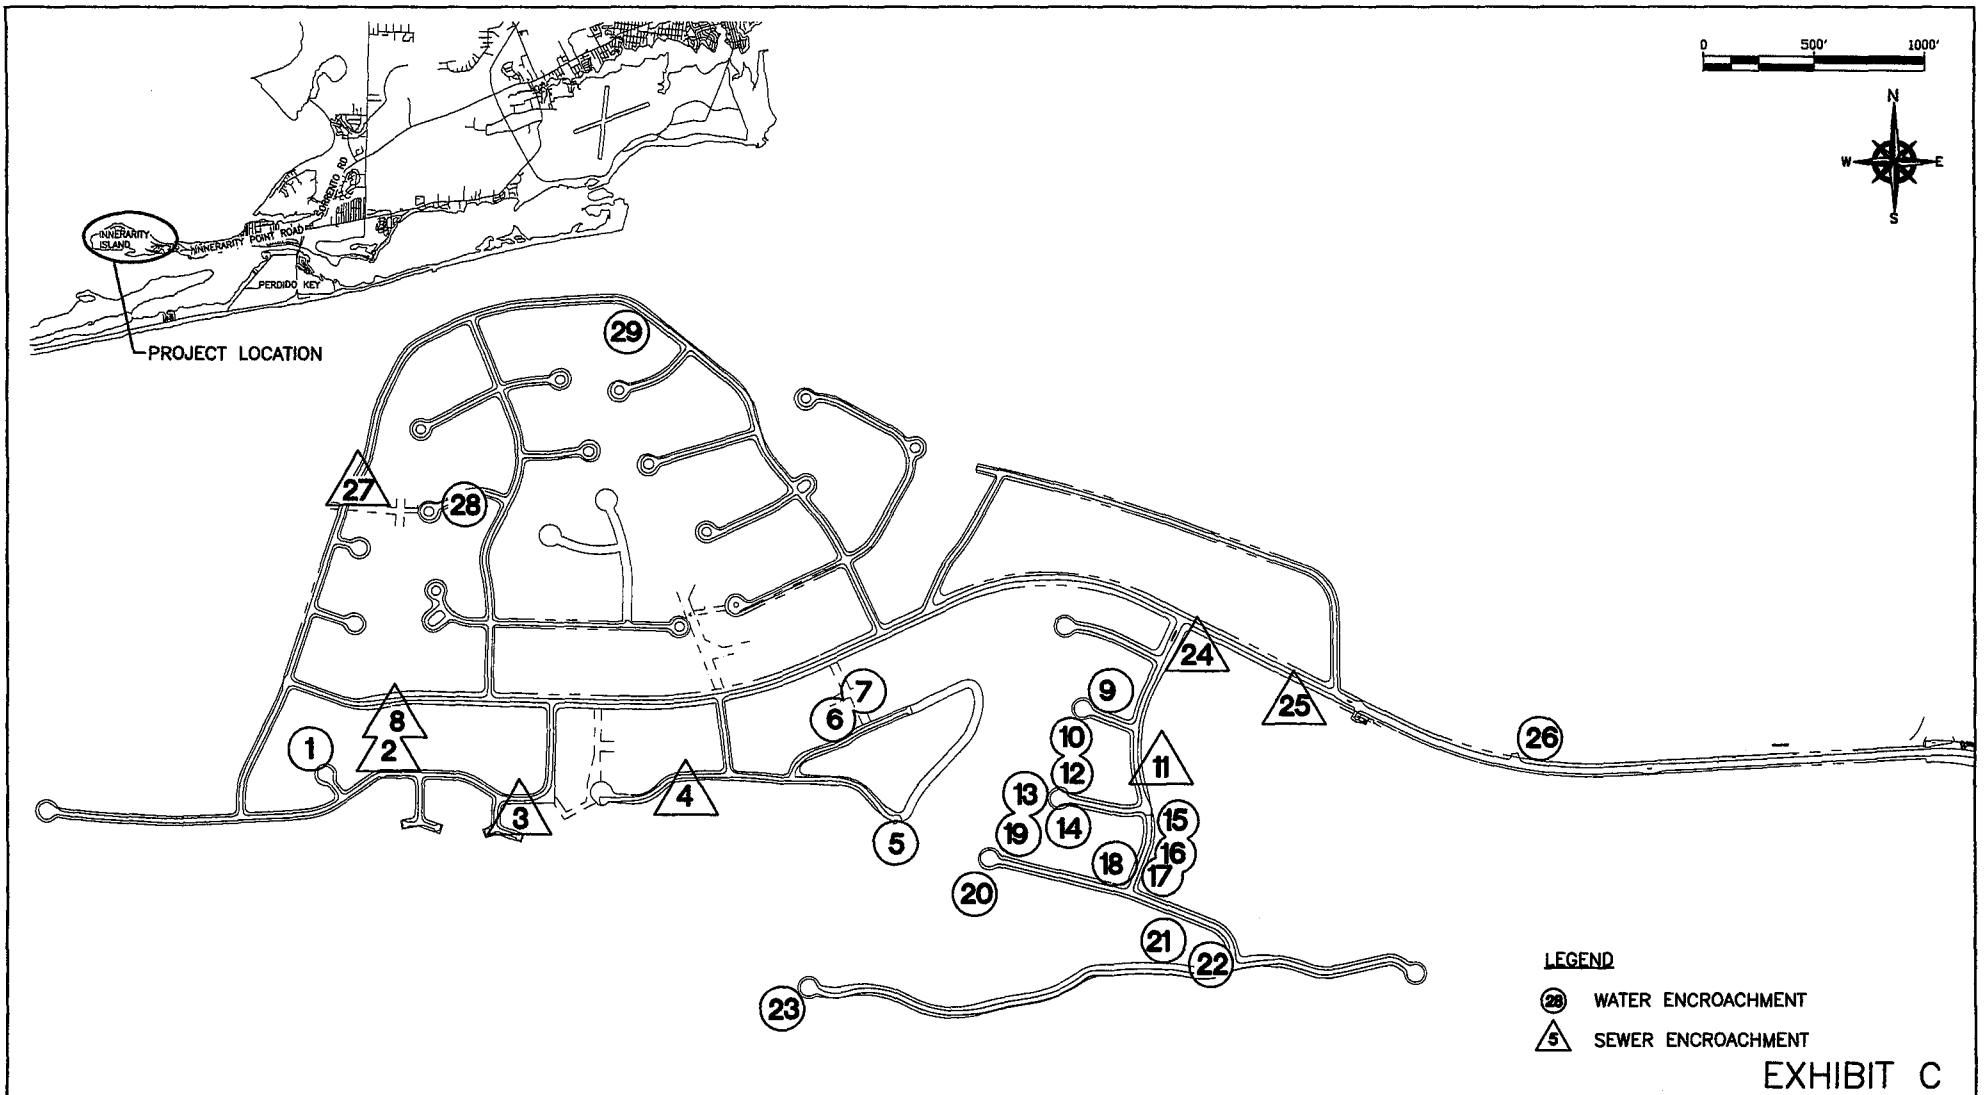 0 500' 1000'
N
W E
S
SORRENTO RD
INNERARITY
ISLAND
INNERARITY POINT ROAD
PERDIDO KEY
PROJECT LOCATION
29
27
28
24
9
7
6
25
8
1
2
10
26
11
12
13
4
3
15
14
19
5
16
18
17
20
21
22
23
LEGEND
28 WATER ENCROACHMENT
5 SEWER ENCROACHMENT
EXHIBIT C